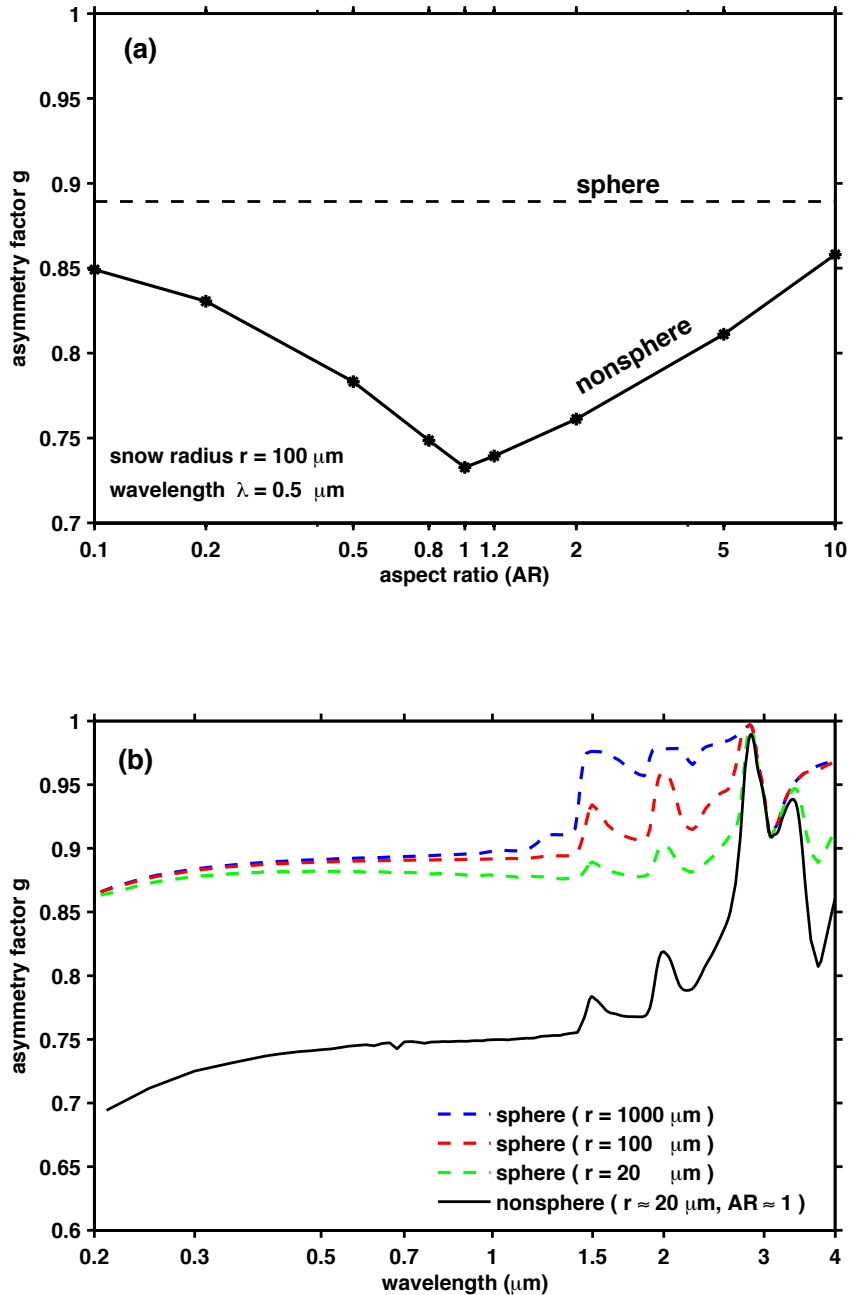 (a)
1
0.95
0.9
0.85
0.8
0.75
0.7
asymmetry factor g
sphere
nonsphere
snow radius r = 100 μm
wavelength λ = 0.5 μm
0.1 0.2 0.5 0.8 1 1.2 2 5 10
aspect ratio (AR)
(b)
1
0.95
0.9
0.85
0.8
0.75
0.7
0.65
0.6
asymmetry factor g
sphere ( r = 1000 μm )
sphere ( r = 100 μm )
sphere ( r = 20 μm )
nonsphere ( r ≈ 20 μm, AR ≈ 1 )
0.2 0.3 0.5 0.7 1 1.5 2 3 4
wavelength (μm)